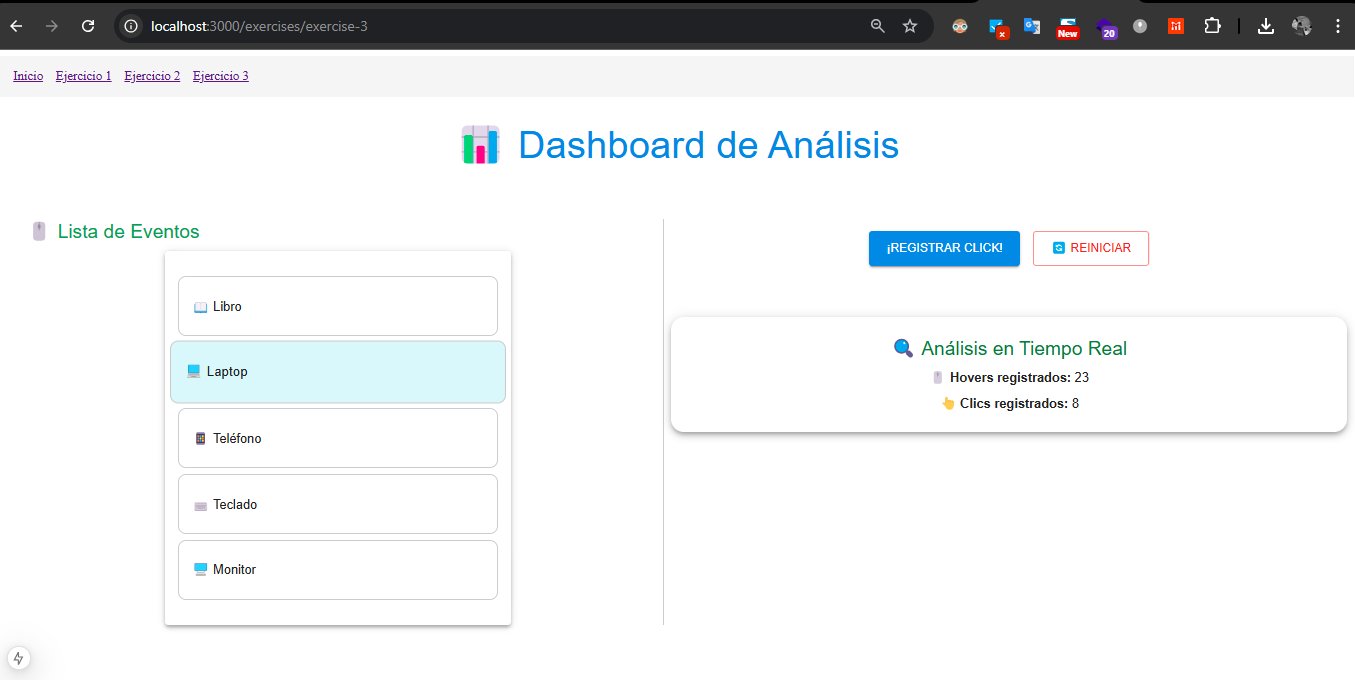 localhost:3000/exercises/exercise-3
New
20
Inicio Ejercicio 1 Ejercicio 2 Ejercicio 3
Dashboard de Análisis
Lista de Eventos
Libro
Laptop
Teléfono
Teclado
Monitor
¡REGISTRAR CLICK! REINICIAR
Análisis en Tiempo Real
Hovers registrados: 23
Clics registrados: 8